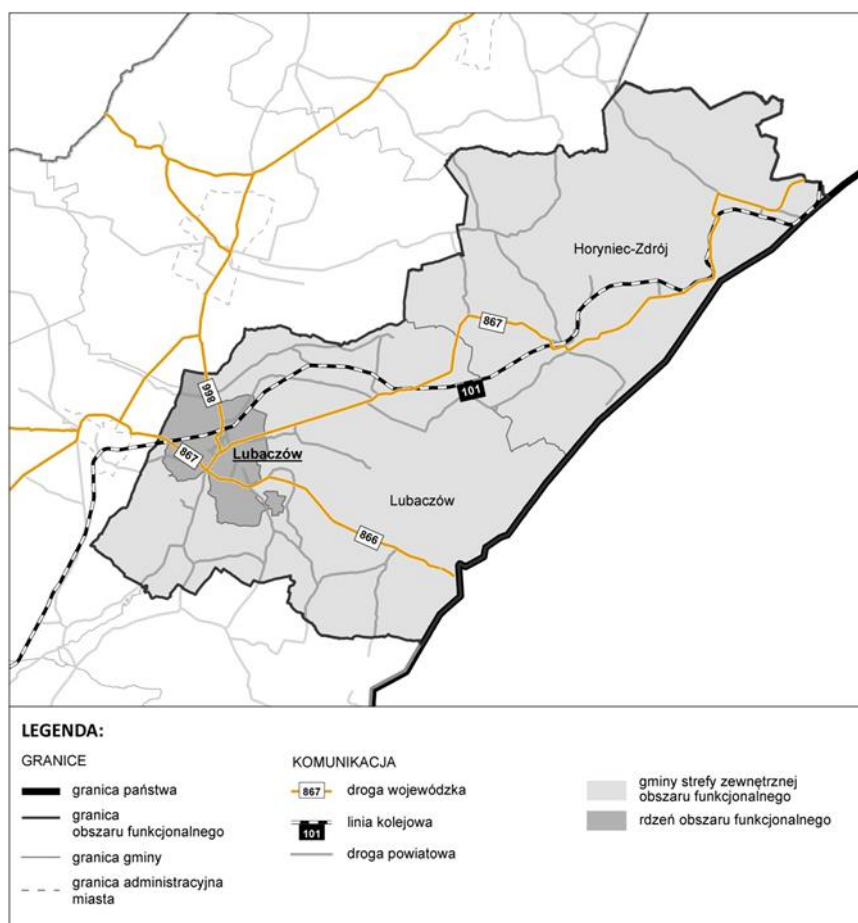 Horyniec-Zdrój
867
101
866
Lubaczów
867
Lubaczów
866
LEGENDA:
GRANICE
granica państwa
granica
obszaru funkcjonalnego
granica gminy
granica administracyjna
miasta
KOMUNIKACJA
867
droga wojewódzka
linia kolejowa
101
droga powiatowa
gminy strefy zewnętrznej
obszaru funkcjonalnego
rdzeń obszaru funkcjonalnego